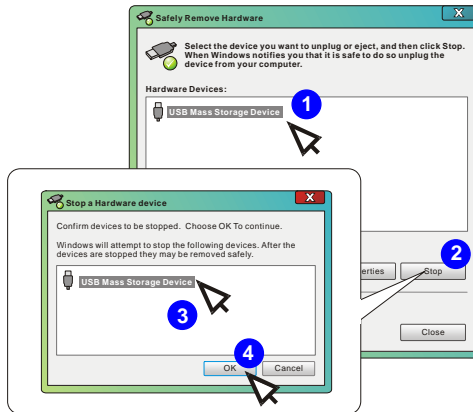 Safely Remove Hardware
X
Select the device you want to unplug or eject, and then click Stop.
When Windows notifies you that it is safe to do so unplug the
device from your computer.
Hardware Devices:
USB Mass Storage Device
1
erties
Stop
2
Close
Stop a Hardware device
X
Confirm devices to be stopped. Choose OK To continue.
Windows will attempt to stop the following devices. After the
devices are stopped they may be removed safely.
USB Mass Storage Device
3
4
OK
Cancel